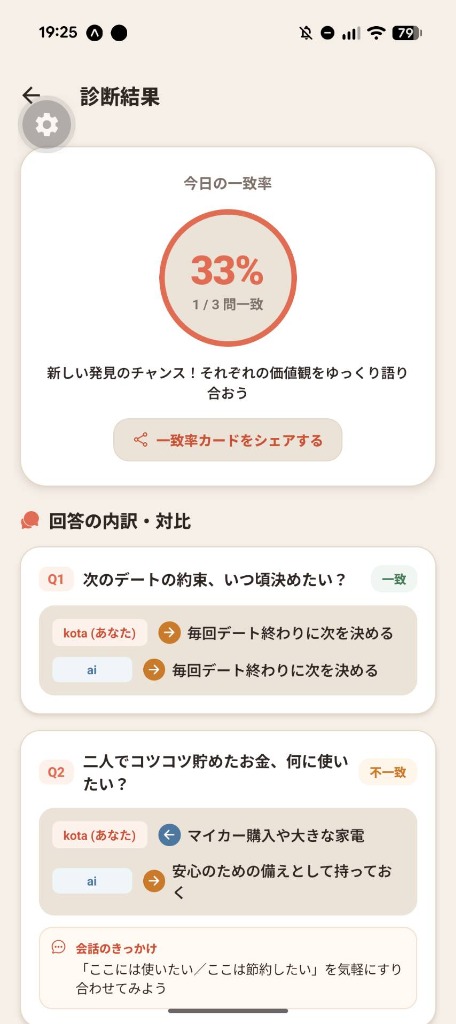 19:25
79
診断結果
今日の一致率
33%
1 / 3 問一致
新しい発見のチャンス！それぞれの価値観をゆっくり語り
合おう
一致率カードをシェアする
回答の内訳・対比
Q1 次のデートの約束、いつ頃決めたい？ 一致
kota (あなた) 毎回デート終わりに次を決める
ai 毎回デート終わりに次を決める
Q2 二人でコツコツ貯めたお金、何に使い
たい？ 不一致
kota (あなた) マイカー購入や大きな家電
ai 安心のための備えとして持ってお
く
会話のきっかけ
「ここには使いたい／ここは節約したい」を気軽にすり
合わせてみよう